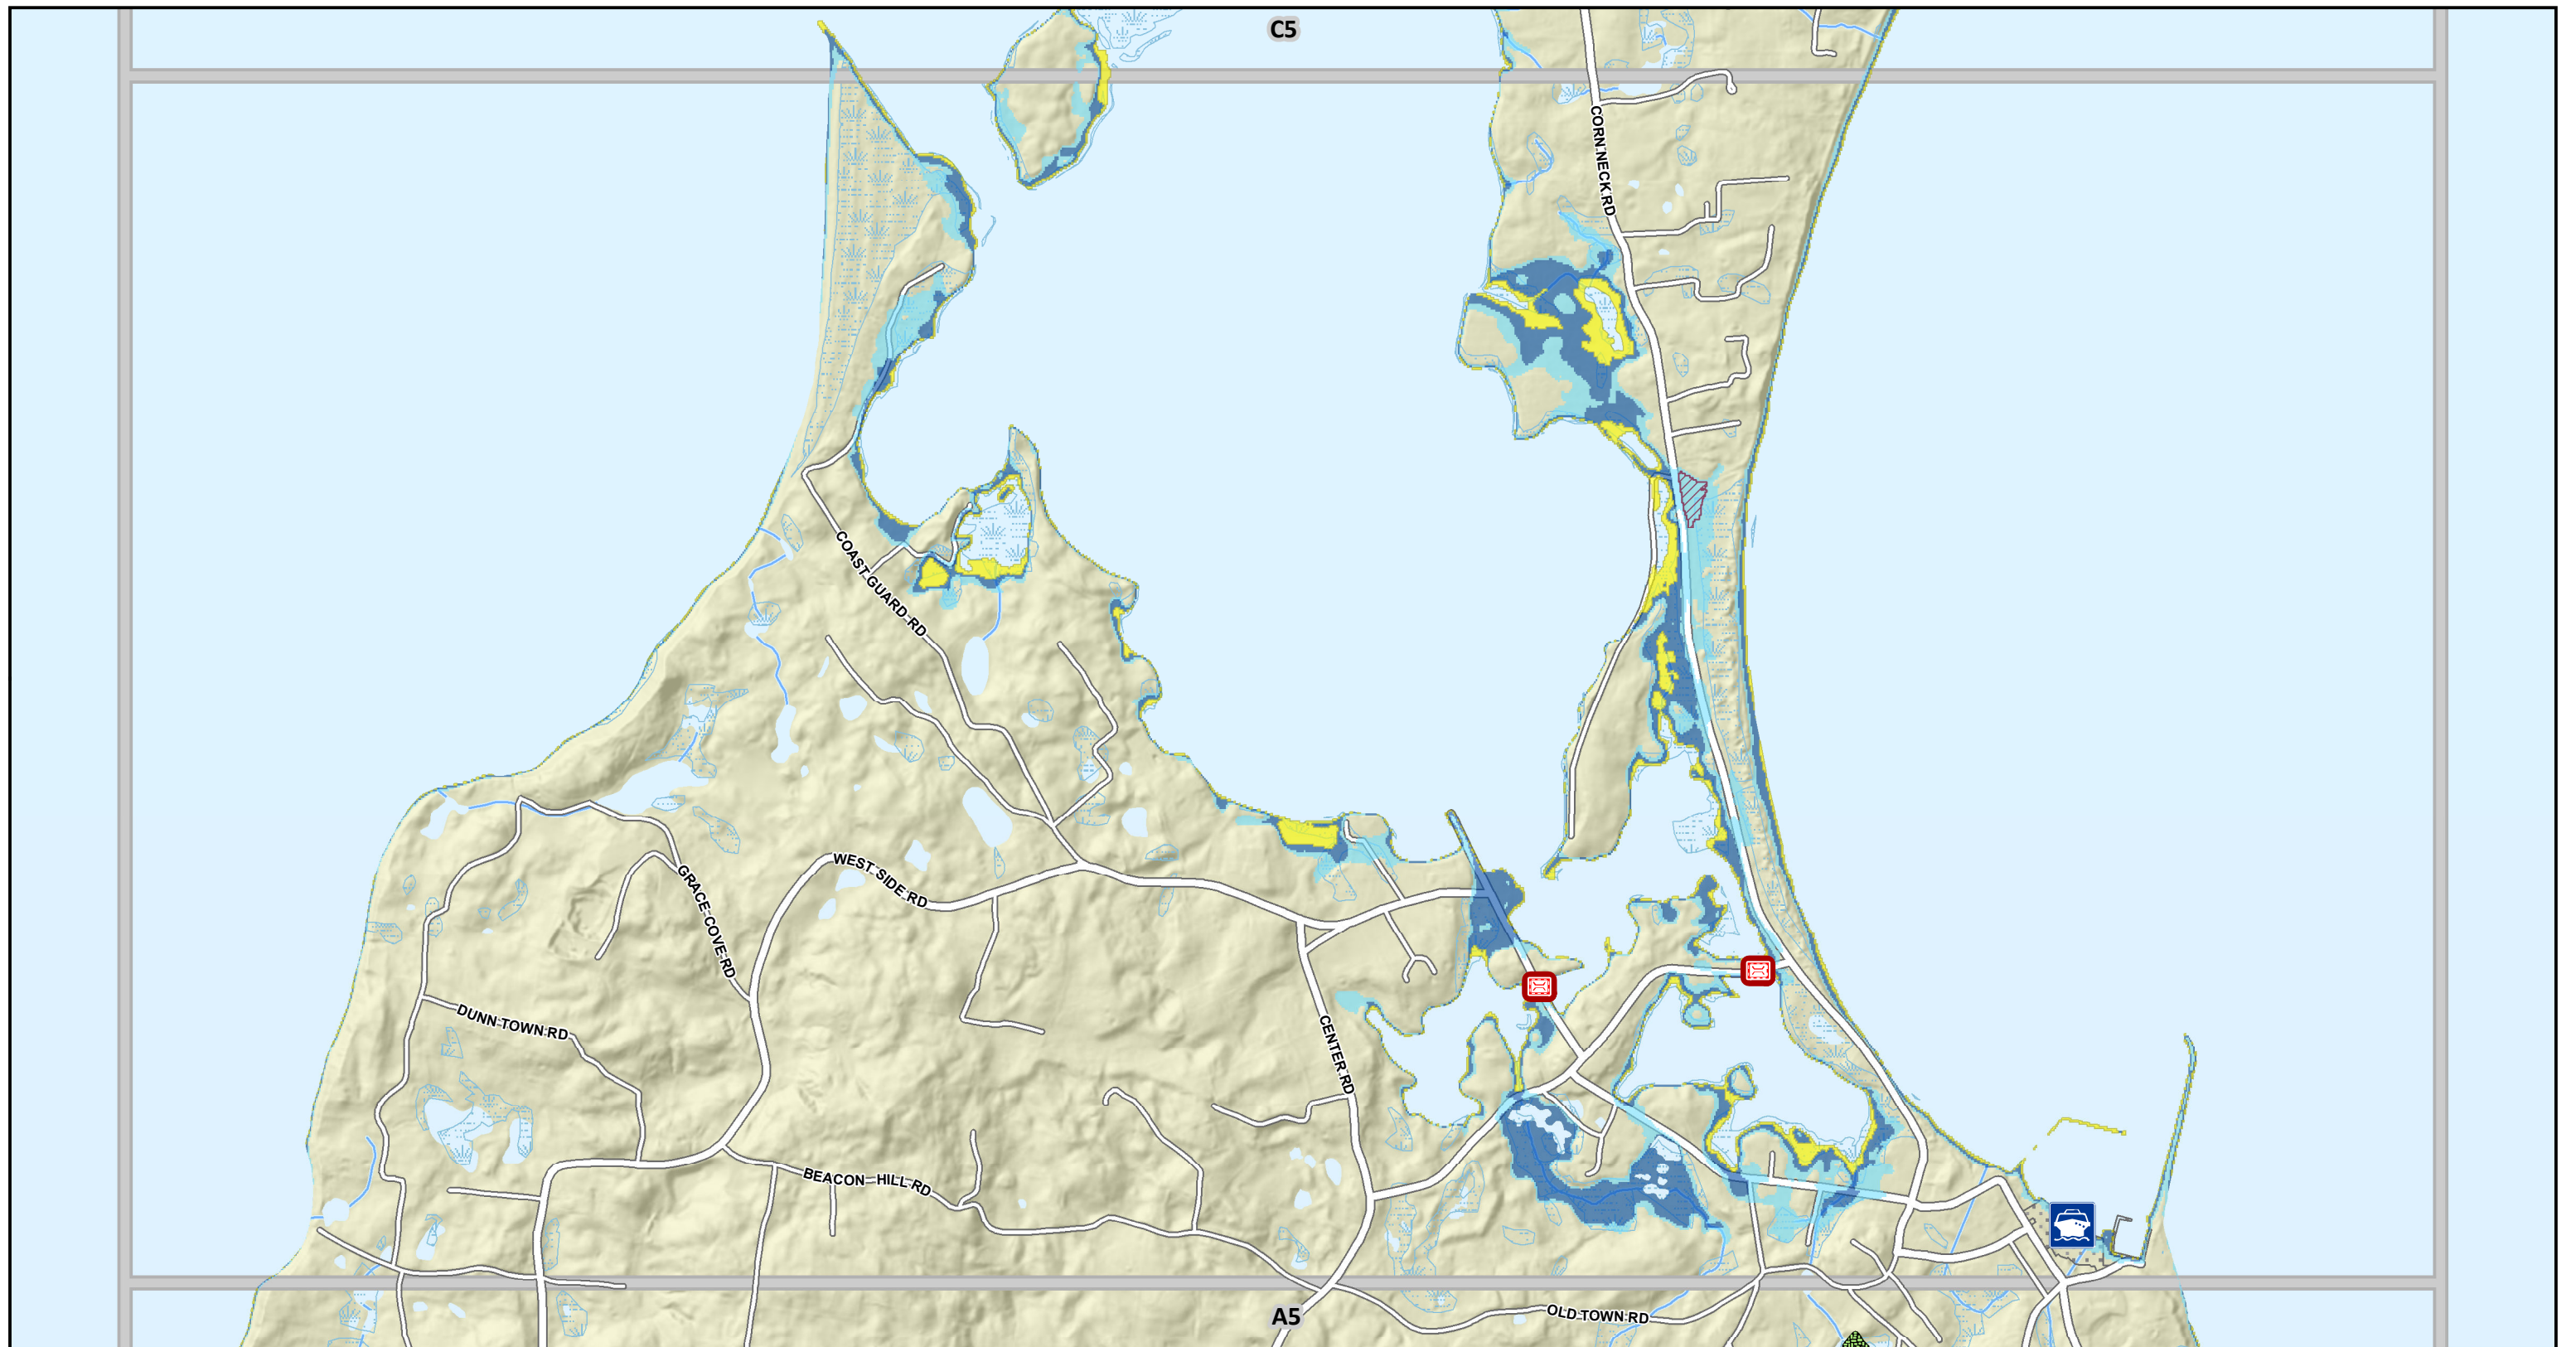 C5
CORN NECK RD
COAST GUARD RD
WEST SIDE RD
GRACE COVE RD
DUNN TOWN RD
CENTER RD
BEACON HILL RD
OLD TOWN RD
A5